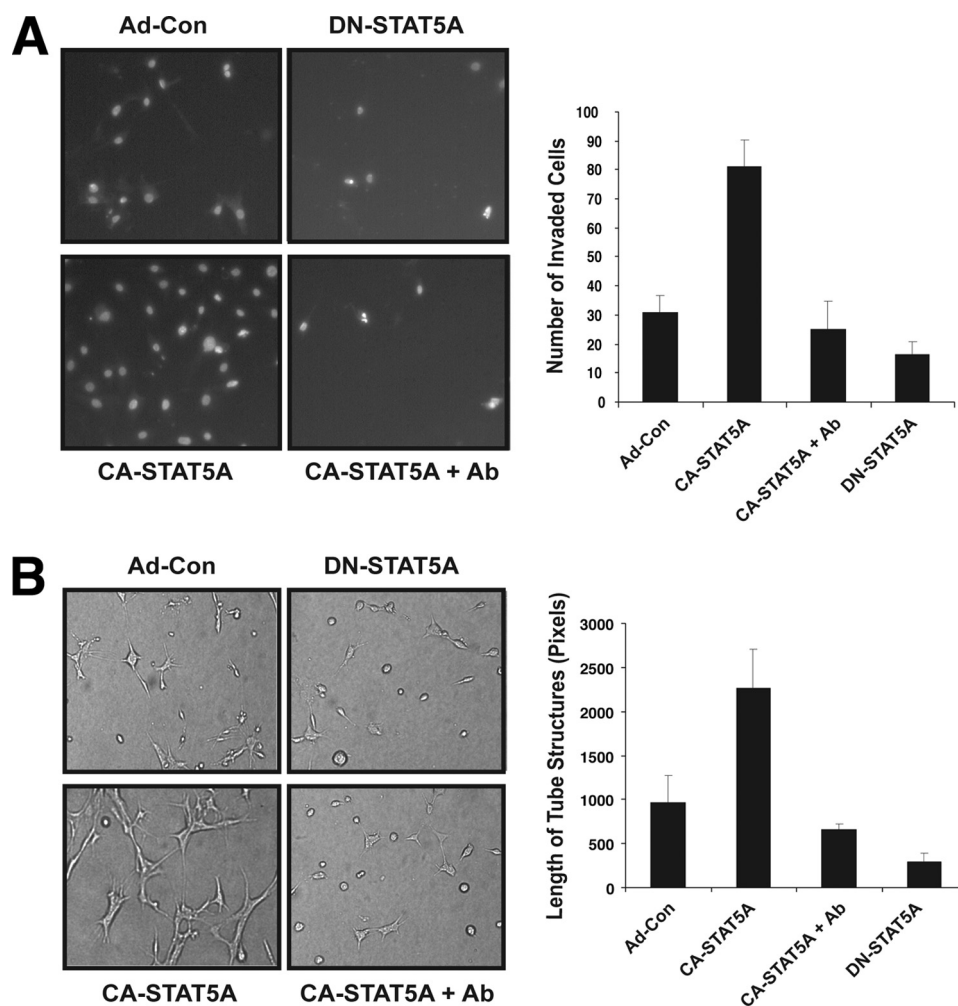 A
Ad-Con
DN-STAT5A
CA-STAT5A
CA-STAT5A + Ab
Number of Invaded Cells
100
90
80
70
60
50
40
30
20
10
0
Ad-Con
CA-STAT5A
CA-STAT5A + Ab
DN-STAT5A
B
Ad-Con
DN-STAT5A
CA-STAT5A
CA-STAT5A + Ab
Length of Tube Structures (Pixels)
3000
2500
2000
1500
1000
500
0
Ad-Con
CA-STAT5A
CA-STAT5A + Ab
DN-STAT5A